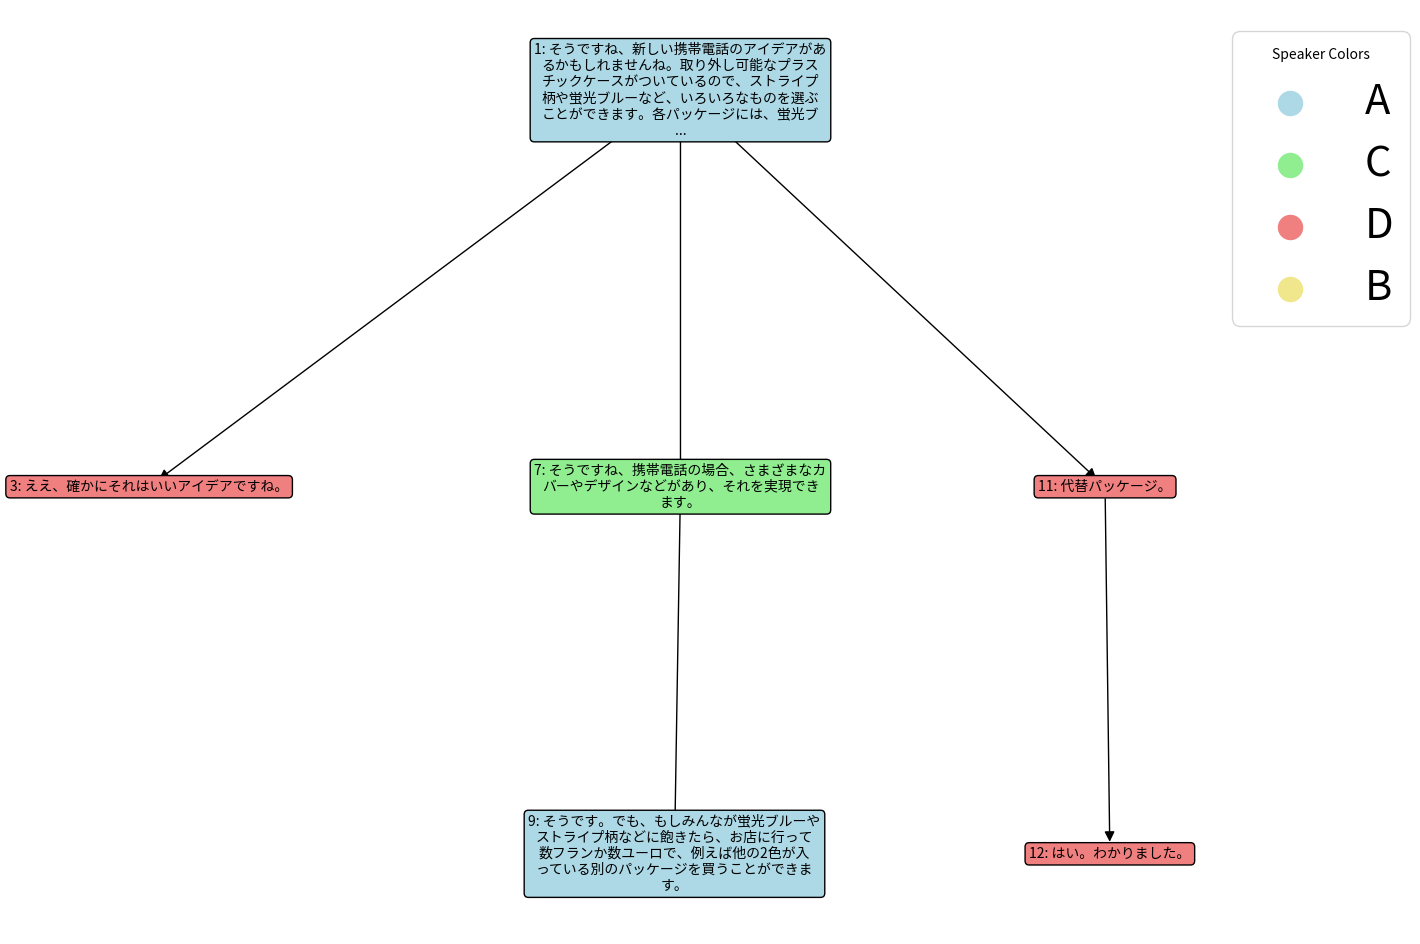 1: そうですね、新しい携帯電話のアイデアがあ
るかもしれませんね。取り外し可能なプラス
チックケースがついているので、ストライプ
柄や蛍光ブルーなど、いろいろなものを選ぶ
ことができます。各パッケージには、蛍光ブ
...
Speaker Colors
A
C
D
B
3: ええ、確かにそれはいいアイデアですね。
7: そうですね、携帯電話の場合、さまざまなカ
バーやデザインなどがあり、それを実現でき
ます。
11: 代替パッケージ。
9: そうです。でも、もしみんなが蛍光ブルーや
ストライプ柄などに飽きたら、お店に行って
数フランか数ユーロで、例えば他の2色が入
っている別のパッケージを買うことができま
す。
12: はい。わかりました。